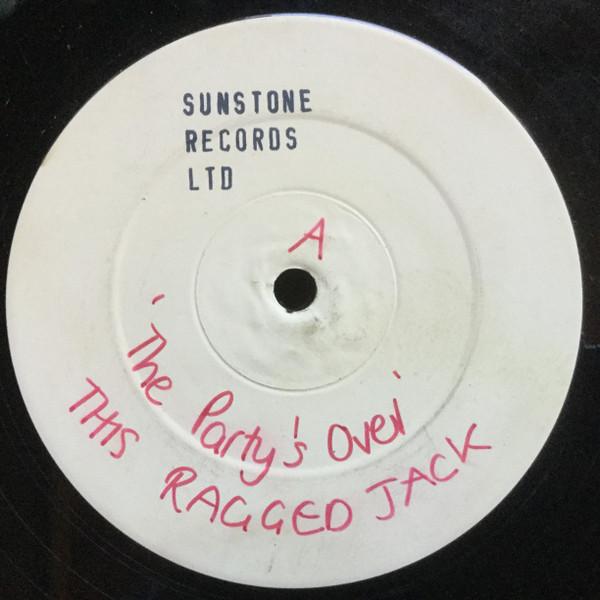 SUNSTONE
RECORDS
LTD
A
'The Party's Over'
THIS RAGGED JACK